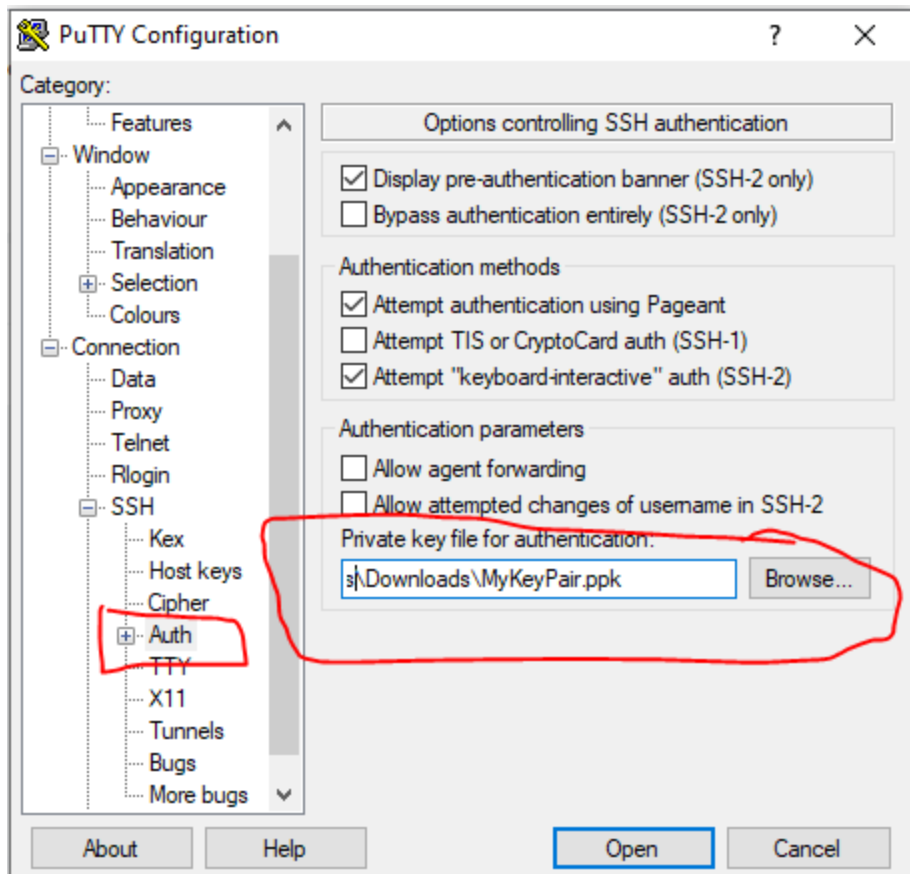 PuTTY Configuration
?
Category:
Features
Window
Appearance
Behaviour
Translation
Selection
Colours
Connection
Data
Proxy
Telnet
Rlogin
SSH
Kex
Host keys
Cipher
Auth
TTY
X11
Tunnels
Bugs
More bugs
Options controlling SSH authentication
Display pre-authentication banner (SSH-2 only)
Bypass authentication entirely (SSH-2 only)
Authentication methods
Attempt authentication using Pageant
Attempt TIS or CryptoCard auth (SSH-1)
Attempt "keyboard-interactive" auth (SSH-2)
Authentication parameters
Allow agent forwarding
Allow attempted changes of username in SSH-2
Private key file for authentication:
s\Downloads\MyKeyPair.ppk
Browse...
About
Help
Open
Cancel